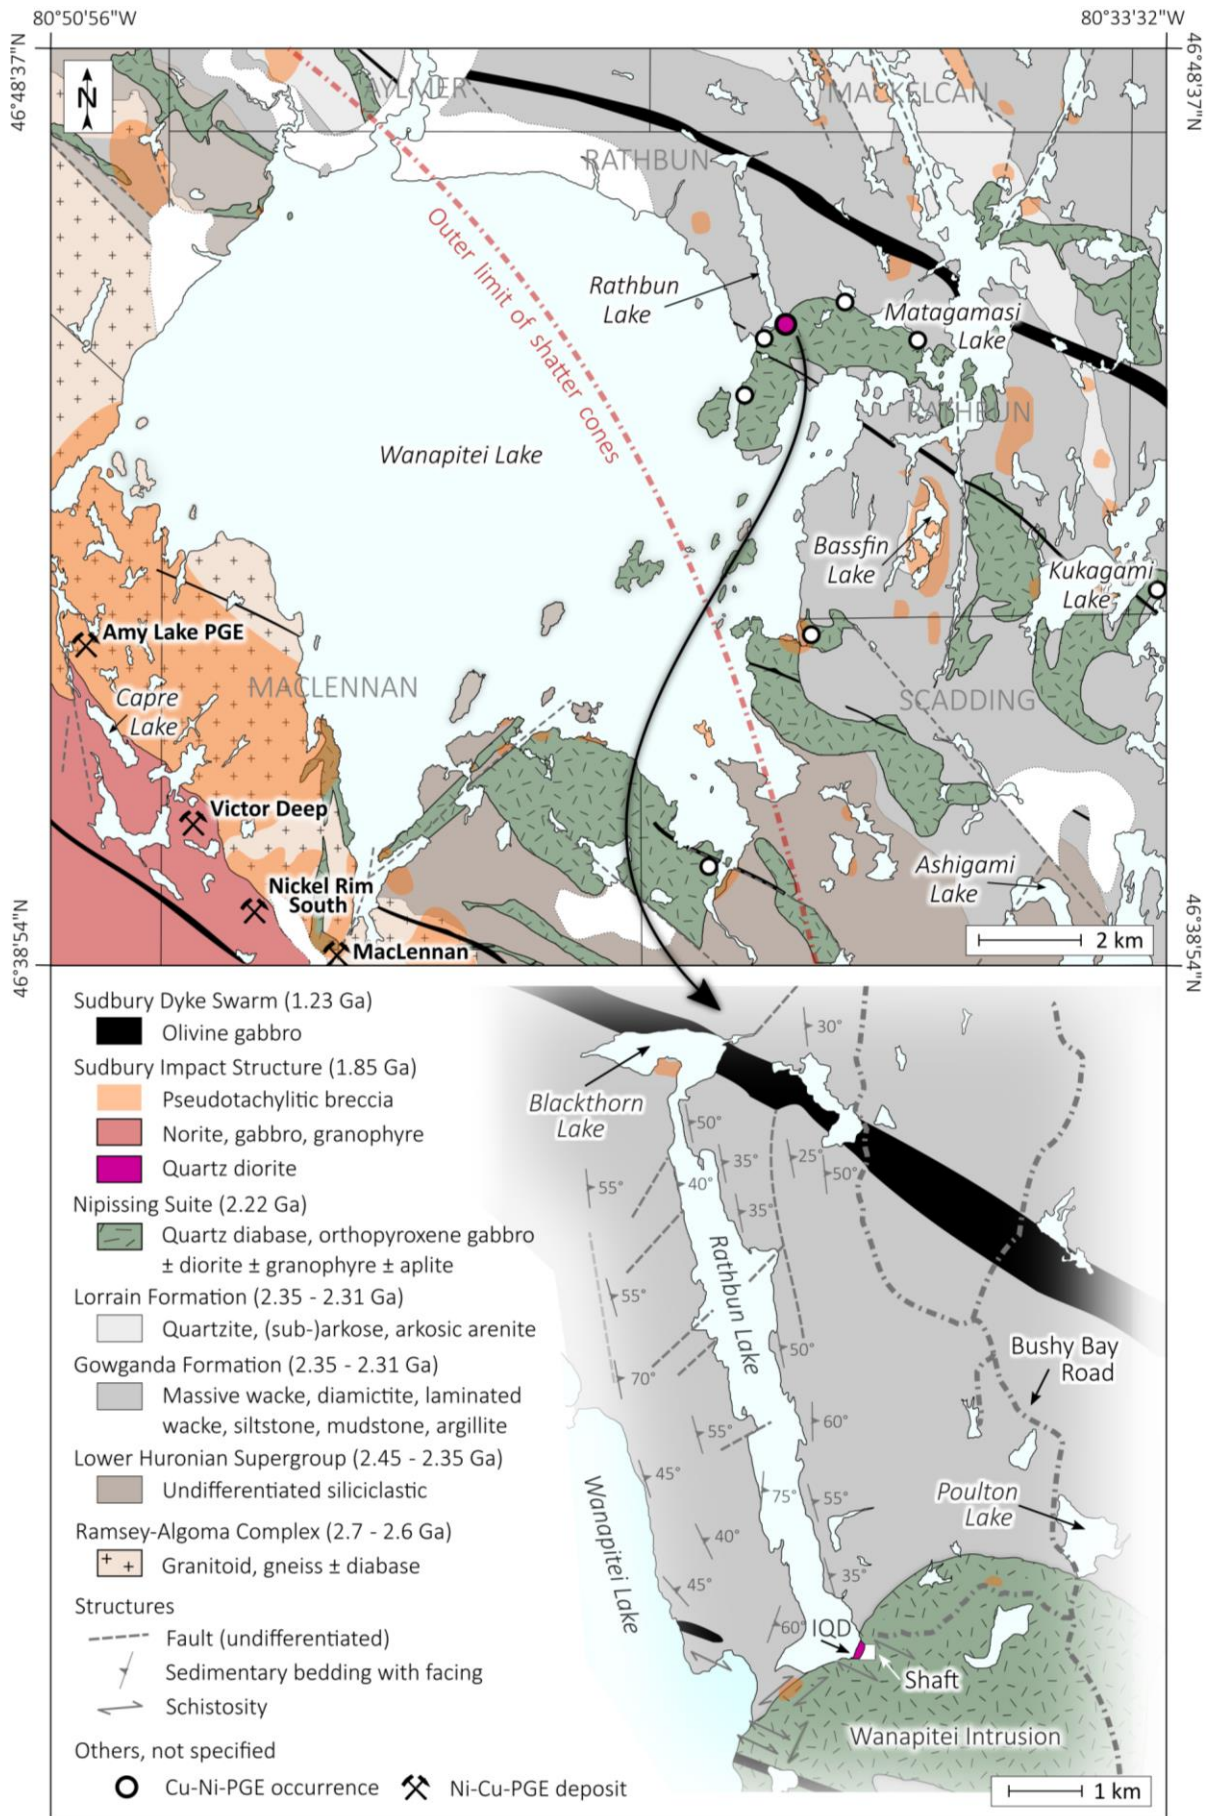 80°50'56"W
80°33'32"W
46°48'37"N
46°48'37"N
N
AYLMER
MACKELCAN
RATHBUN
Outer limit of shatter cones
Rathbun
Lake
Matagamasi
Lake
RATHBUN
Wanapitei Lake
Bassfin
Lake
Kukagami
Lake
Amy Lake PGE
MACLENNAN
SCADDING
Capre
Lake
Victor Deep
Ashigami
Lake
Nickel Rim
South
MacLennan
2 km
46°38'54"N
46°38'54"N
Sudbury Dyke Swarm (1.23 Ga)
Olivine gabbro
Sudbury Impact Structure (1.85 Ga)
Pseudotachylitic breccia
Norite, gabbro, granophyre
Quartz diorite
Nipissing Suite (2.22 Ga)
Quartz diabase, orthopyroxene gabbro
± diorite ± granophyre ± aplite
Lorrain Formation (2.35 - 2.31 Ga)
Quartzite, (sub-)arkose, arkosic arenite
Gowganda Formation (2.35 - 2.31 Ga)
Massive wacke, diamictite, laminated
wacke, siltstone, mudstone, argillite
Lower Huronian Supergroup (2.45 - 2.35 Ga)
Undifferentiated siliciclastic
Ramsey-Algoma Complex (2.7 - 2.6 Ga)
Granitoid, gneiss ± diabase
Structures
Fault (undifferentiated)
Sedimentary bedding with facing
Schistosity
Others, not specified
Cu-Ni-PGE occurrence
Ni-Cu-PGE deposit
30°
Blackthorn
Lake
50°
35°
25°
50°
55°
40°
35°
Rathbun Lake
55°
50°
70°
Bushy Bay
Road
55°
60°
45°
75°
55°
Poulton
Lake
Wanapitei Lake
40°
35°
45°
60°
IQD
Shaft
Wanapitei Intrusion
1 km